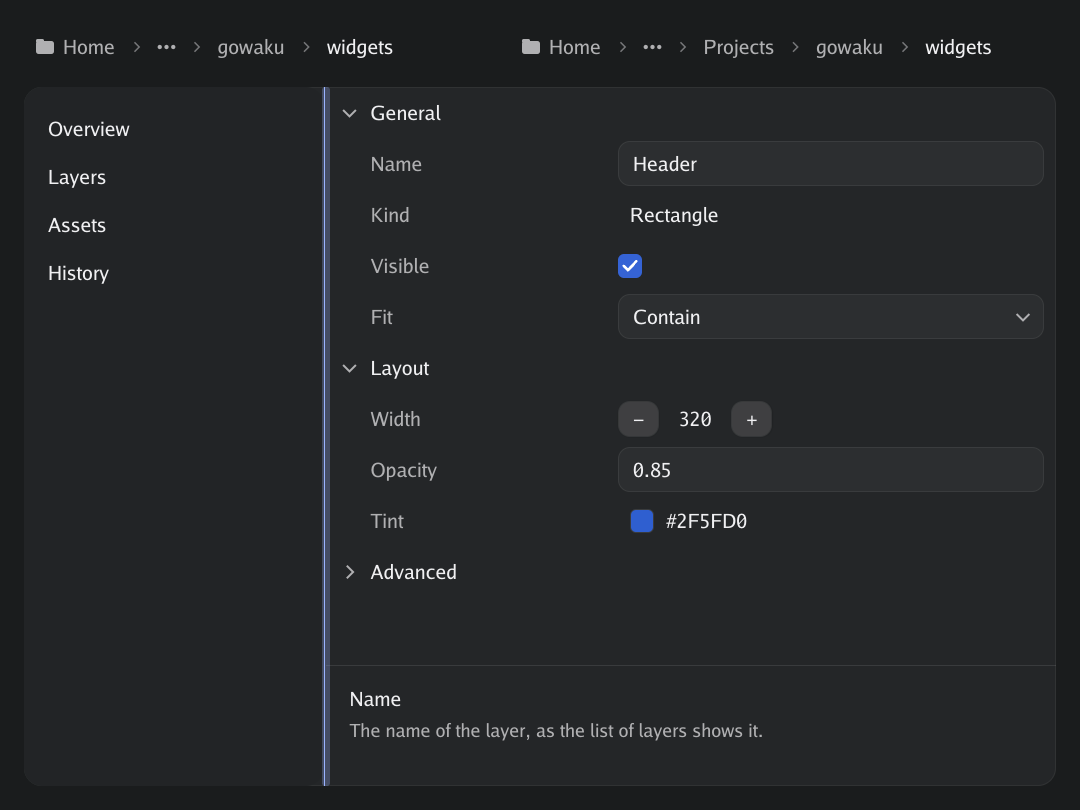 Home ••• gowaku widgets
Home ••• Projects gowaku widgets
Overview
Layers
Assets
History
General
Name Header
Kind Rectangle
Visible
Fit Contain
Layout
Width − 320 +
Opacity 0.85
Tint #2F5FD0
Advanced
Name
The name of the layer, as the list of layers shows it.